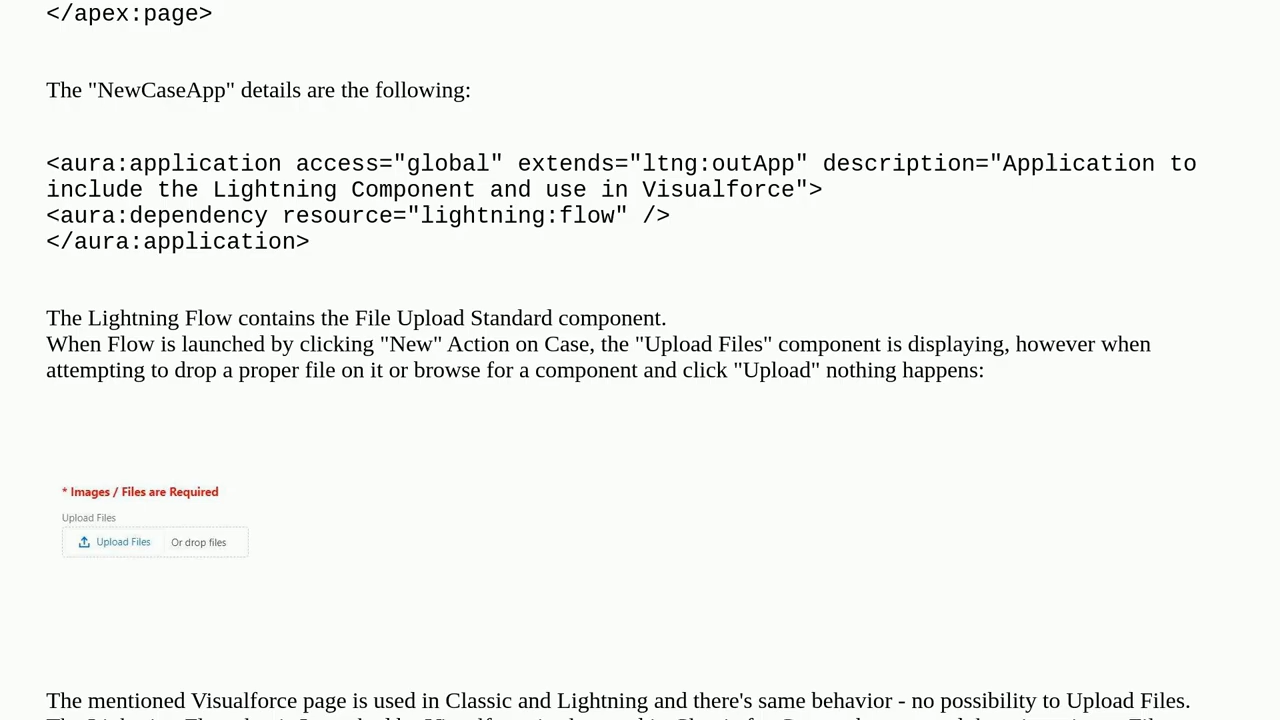 </apex:page>
The "NewCaseApp" details are the following:
<aura:application access="global" extends="ltng:outApp" description="Application to
include the Lightning Component and use in Visualforce">
<aura:dependency resource="lightning:flow" />
</aura:application>
The Lightning Flow contains the File Upload Standard component.
When Flow is launched by clicking "New" Action on Case, the "Upload Files" component is displaying, however when
attempting to drop a proper file on it or browse for a component and click "Upload" nothing happens:
* Images / Files are Required
Upload Files
Upload Files Or drop files
The mentioned Visualforce page is used in Classic and Lightning and there's same behavior - no possibility to Upload Files.